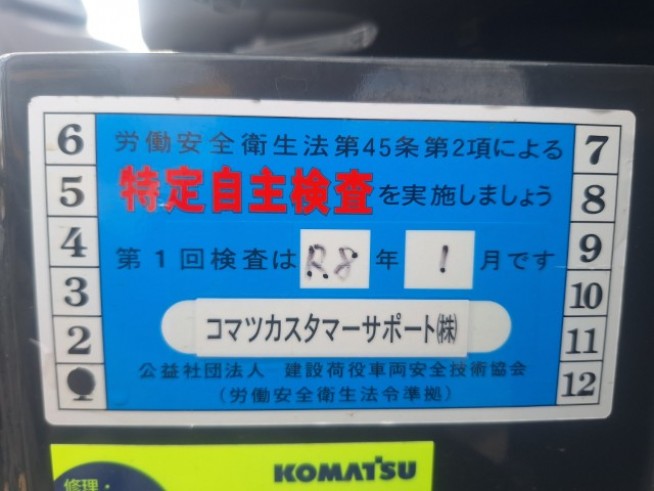 労働安全衛生法第45条第2項による
特定自主検査を実施しましょう
第1回検査はR.8年1月です
コマツカスタマーサポート㈱
公益社団法人 建設荷役車両安全技術協会
(労働安全衛生法令準拠)
6
5
4
3
2
7
8
9
10
11
12
KOMATSU
修理・